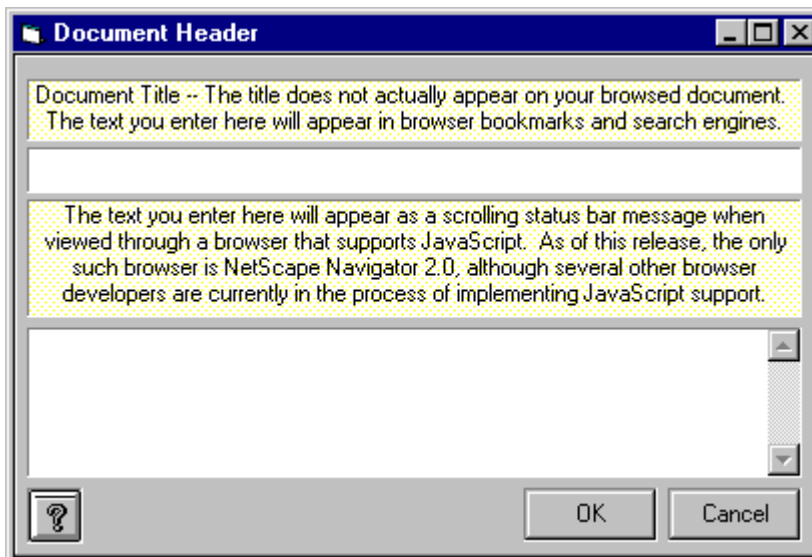 Document Header
Document Title -- The title does not actually appear on your browsed document.
The text you enter here will appear in browser bookmarks and search engines.
The text you enter here will appear as a scrolling status bar message when
viewed through a browser that supports JavaScript.  As of this release, the only
such browser is NetScape Navigator 2.0, although several other browser
developers are currently in the process of implementing JavaScript support.
?
OK
Cancel